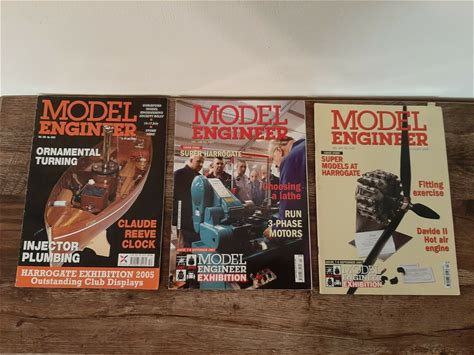 MODEL
ENGINEER
ORNAMENTAL
TURNING
CLAUDE
REEVE
CLOCK
INJECTOR
PLUMBING
HARROGATE EXHIBITION 2005
Outstanding Club Displays
MODEL
ENGINEER
SUPER HARROGATE
Choosing
a lathe
RUN
3-PHASE
MOTORS
MODEL
ENGINEER
EXHIBITION
MODEL
ENGINEER
SUPER
MODELS AT
HARROGATE
Fitting
exercise
Davide II
Hot air
engine
MODEL
ENGINEER
EXHIBITION